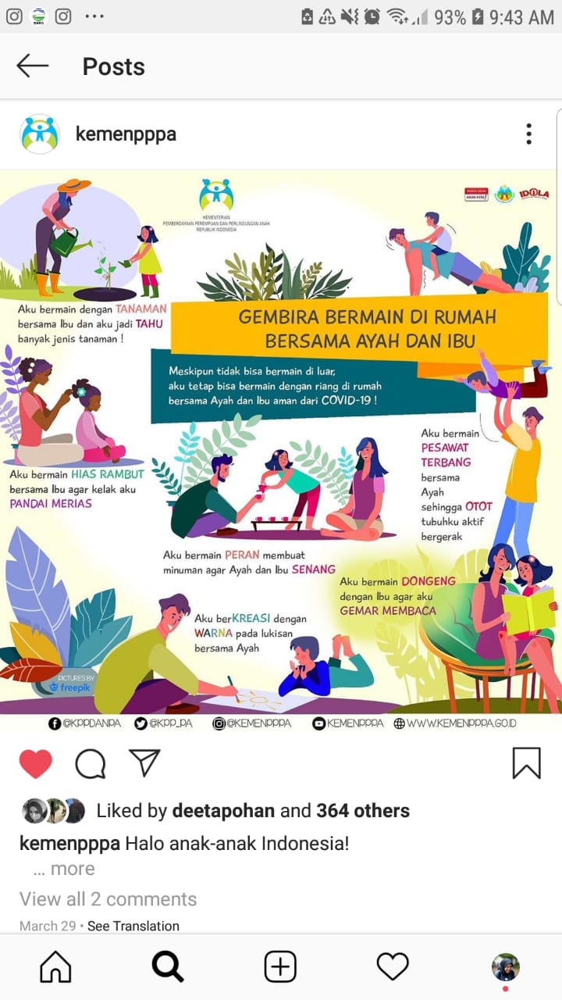 93% 9:43 AM
Posts
kemenpppa
KEMENTERIAN
PEMBERDAYAAN PEREMPUAN DAN PERLINDUNGAN ANAK
REPUBLIK INDONESIA
IDOLA
GEMBIRA BERMAIN DI RUMAH
BERSAMA AYAH DAN IBU
Meskipun tidak bisa bermain di luar,
aku tetap bisa bermain dengan riang di rumah
bersama Ayah dan Ibu aman dari COVID-19 !
Aku bermain dengan TANAMAN
bersama Ibu dan aku jadi TAHU
banyak jenis tanaman !
Aku bermain HIAS RAMBUT
bersama Ibu agar kelak aku
PANDAI MERIAS
Aku bermain
PESAWAT
TERBANG
bersama
Ayah
sehingga OTOT
tubuhku aktif
bergerak
Aku bermain PERAN membuat
minuman agar Ayah dan Ibu SENANG
Aku bermain DONGENG
dengan Ibu agar aku
GEMAR MEMBACA
Aku berKREASI dengan
WARNA pada lukisan
bersama Ayah
PICTURES BY
freepik
@KPPDANPA @KPP_PA @KEMENPPPA KEMENPPPA WWW.KEMENPPPA.GO.ID
Liked by deetapohan and 364 others
kemenpppa Halo anak-anak Indonesia!
... more
View all 2 comments
March 29 • See Translation